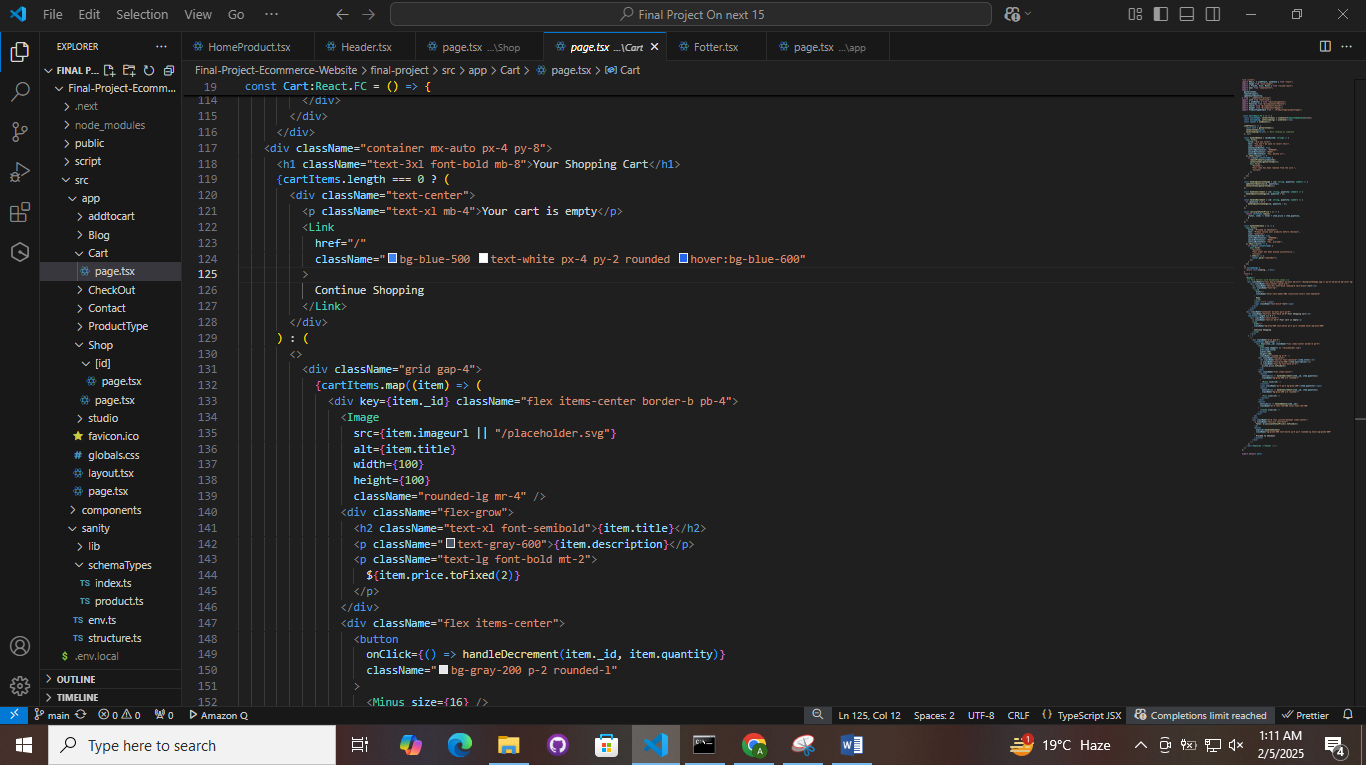 File Edit Selection View Go ··· Final Project On next 15
EXPLORER ···
FINAL P...
Final-Project-Ecomm...
.next
node_modules
public
script
src
app
addtocart
Blog
Cart
page.tsx
CheckOut
Contact
ProductType
Shop
[id]
page.tsx
page.tsx
studio
favicon.ico
# globals.css
layout.tsx
page.tsx
components
sanity
lib
schemaTypes
TS index.ts
TS product.ts
TS env.ts
TS structure.ts
$ .env.local
OUTLINE
TIMELINE
HomeProduct.tsx Header.tsx page.tsx ...\Shop page.tsx ...\Cart Fotter.tsx page.tsx ...\app
Final-Project-Ecommerce-Website > final-project > src > app > Cart > page.tsx > Cart
19 const Cart:React.FC = () => {
114 </div>
115 </div>
116 </div>
117 <div className="container mx-auto px-4 py-8">
118 <h1 className="text-3xl font-bold mb-8">Your Shopping Cart</h1>
119 {cartItems.length === 0 ? (
120 <div className="text-center">
121 <p className="text-xl mb-4">Your cart is empty</p>
122 <Link
123 href="/"
124 className="bg-blue-500 text-white px-4 py-2 rounded hover:bg-blue-600"
125 >
126 Continue Shopping
127 </Link>
128 </div>
129 ) : (
130 <>
131 <div className="grid gap-4">
132 {cartItems.map((item) => (
133 <div key={item._id} className="flex items-center border-b pb-4">
134 <Image
135 src={item.imageurl || "/placeholder.svg"}
136 alt={item.title}
137 width={100}
138 height={100}
139 className="rounded-lg mr-4" />
140 <div className="flex-grow">
141 <h2 className="text-xl font-semibold">{item.title}</h2>
142 <p className="text-gray-600">{item.description}</p>
143 <p className="text-lg font-bold mt-2">
144 ${item.price.toFixed(2)}
145 </p>
146 </div>
147 <div className="flex items-center">
148 <button
149 onClick={() => handleDecrement(item._id, item.quantity)}
150 className="bg-gray-200 p-2 rounded-l"
151 >
152 <Minus size={16} />
main 0 0 0 Amazon Q Ln 125, Col 12 Spaces: 2 UTF-8 CRLF {} TypeScript JSX Completions limit reached Prettier
Type here to search 19°C Haze 1:11 AM
2/5/2025
4